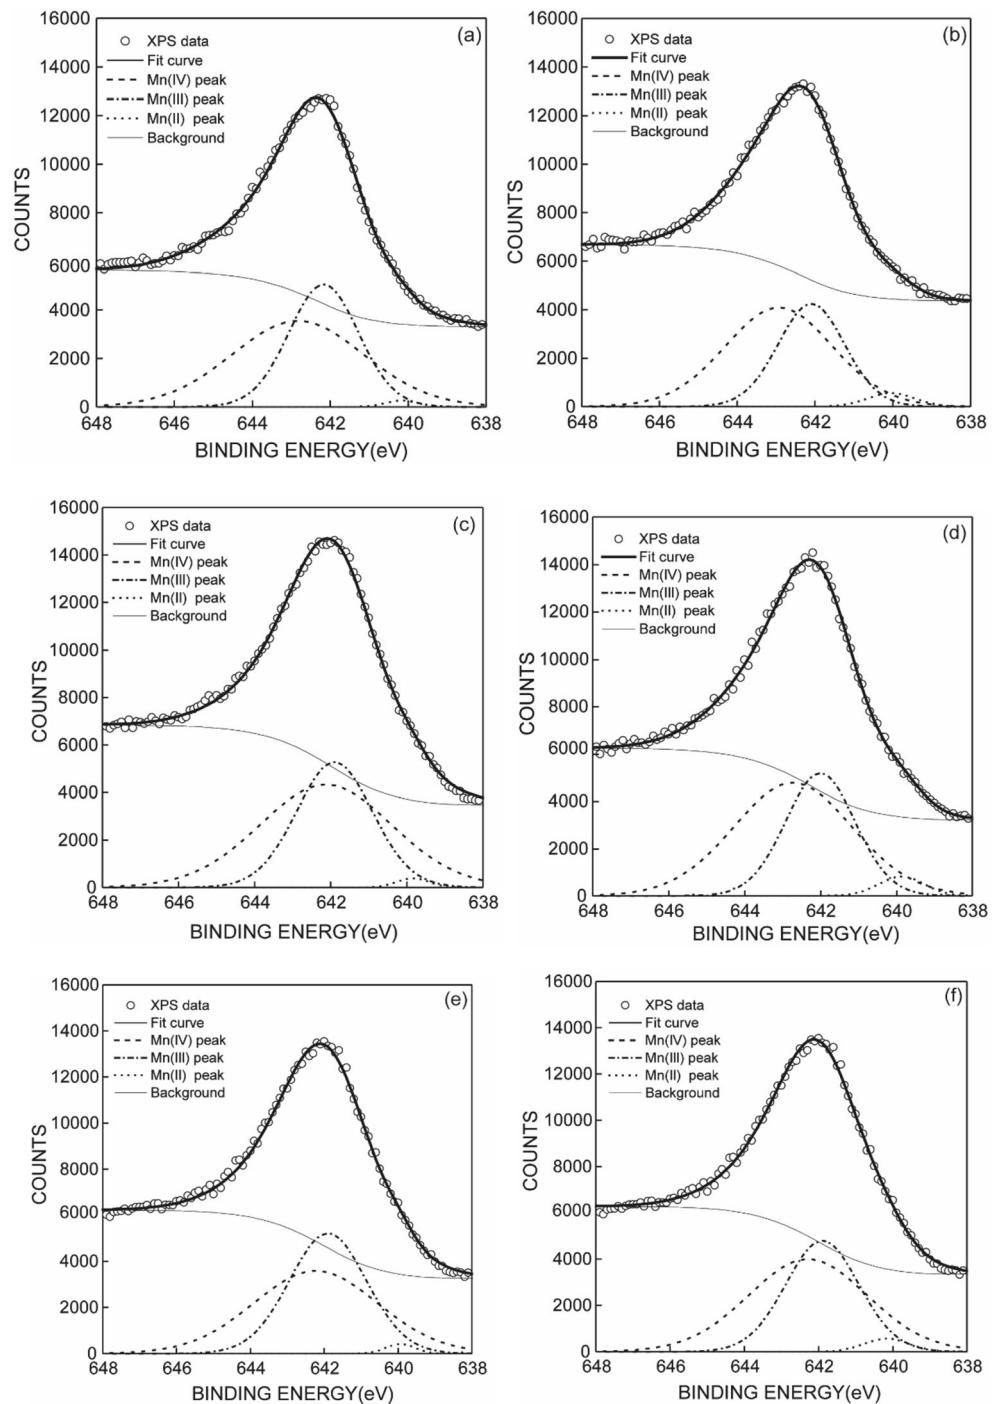 16000
14000
12000
10000
8000
6000
4000
2000
0
COUNTS
(a)
XPS data
Fit curve
Mn(IV) peak
Mn(III) peak
Mn(II) peak
Background
648 646 644 642 640 638
BINDING ENERGY(eV)
16000
14000
12000
10000
8000
6000
4000
2000
0
COUNTS
(b)
XPS data
Fit curve
Mn(IV) peak
Mn(III) peak
Mn(II) peak
Background
648 646 644 642 640 638
BINDING ENERGY(eV)
16000
14000
12000
10000
8000
6000
4000
2000
0
COUNTS
(c)
XPS data
Fit curve
Mn(IV) peak
Mn(III) peak
Mn(II) peak
Background
648 646 644 642 640 638
BINDING ENERGY(eV)
16000
14000
12000
10000
8000
6000
4000
2000
0
COUNTS
(d)
XPS data
Fit curve
Mn(IV) peak
Mn(III) peak
Mn(II) peak
Background
648 646 644 642 640 638
BINDING ENERGY(eV)
16000
14000
12000
10000
8000
6000
4000
2000
0
COUNTS
(e)
XPS data
Fit curve
Mn(IV) peak
Mn(III) peak
Mn(II) peak
Background
648 646 644 642 640 638
BINDING ENERGY(eV)
16000
14000
12000
10000
8000
6000
4000
2000
0
COUNTS
(f)
XPS data
Fit curve
Mn(IV) peak
Mn(III) peak
Mn(II) peak
Background
648 646 644 642 640 638
BINDING ENERGY(eV)